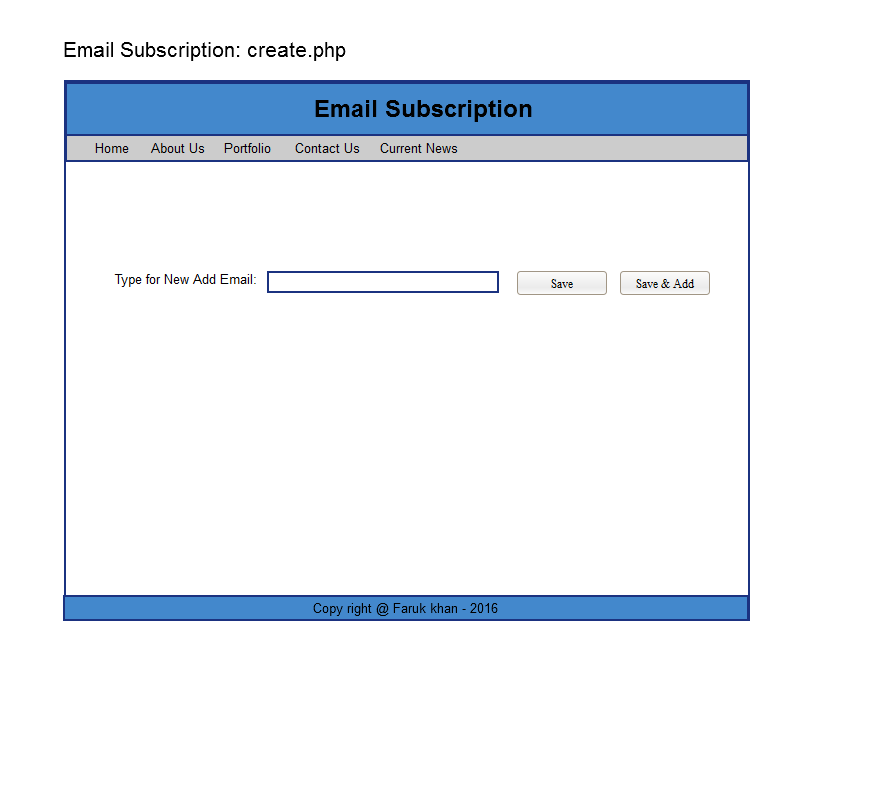 Email Subscription: create.php
Email Subscription
Home About Us Portfolio Contact Us Current News
Type for New Add Email: Save Save & Add
Copy right @ Faruk khan - 2016